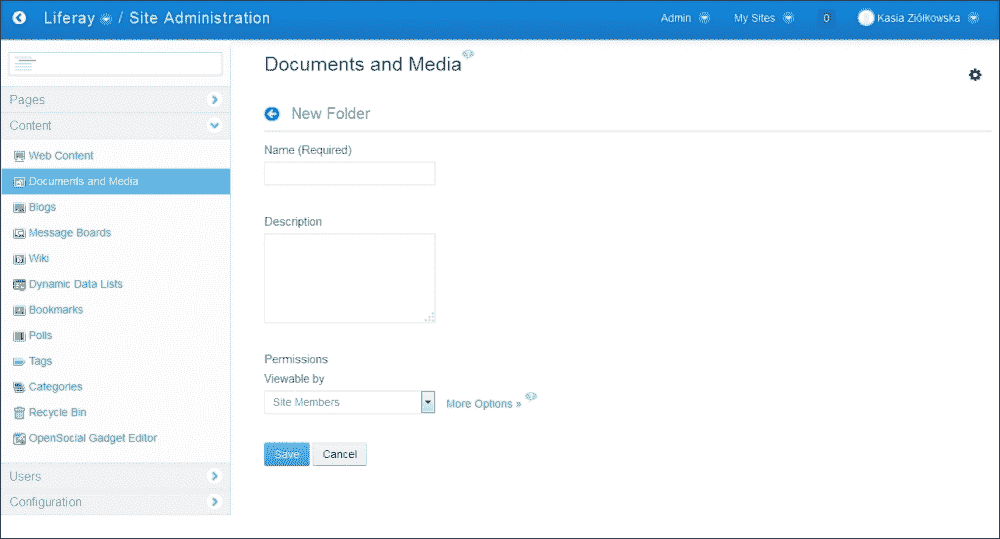 Liferay / Site Administration
Admin My Sites 0 Kasia Ziółkowska
Pages
Content
Web Content
Documents and Media
Blogs
Message Boards
Wiki
Dynamic Data Lists
Bookmarks
Polls
Tags
Categories
Recycle Bin
OpenSocial Gadget Editor
Users
Configuration
Documents and Media
New Folder
Name (Required)
Description
Permissions
Viewable by
Site Members
More Options »
Save Cancel